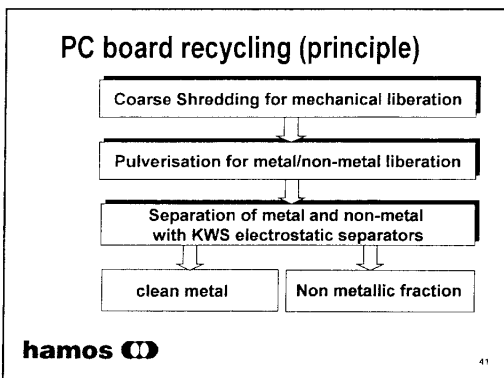 PC board recycling (principle)
Coarse Shredding for mechanical liberation
Pulverisation for metal/non-metal liberation
Separation of metal and non-metal
with KWS electrostatic separators
clean metal
Non metallic fraction
hamos
41